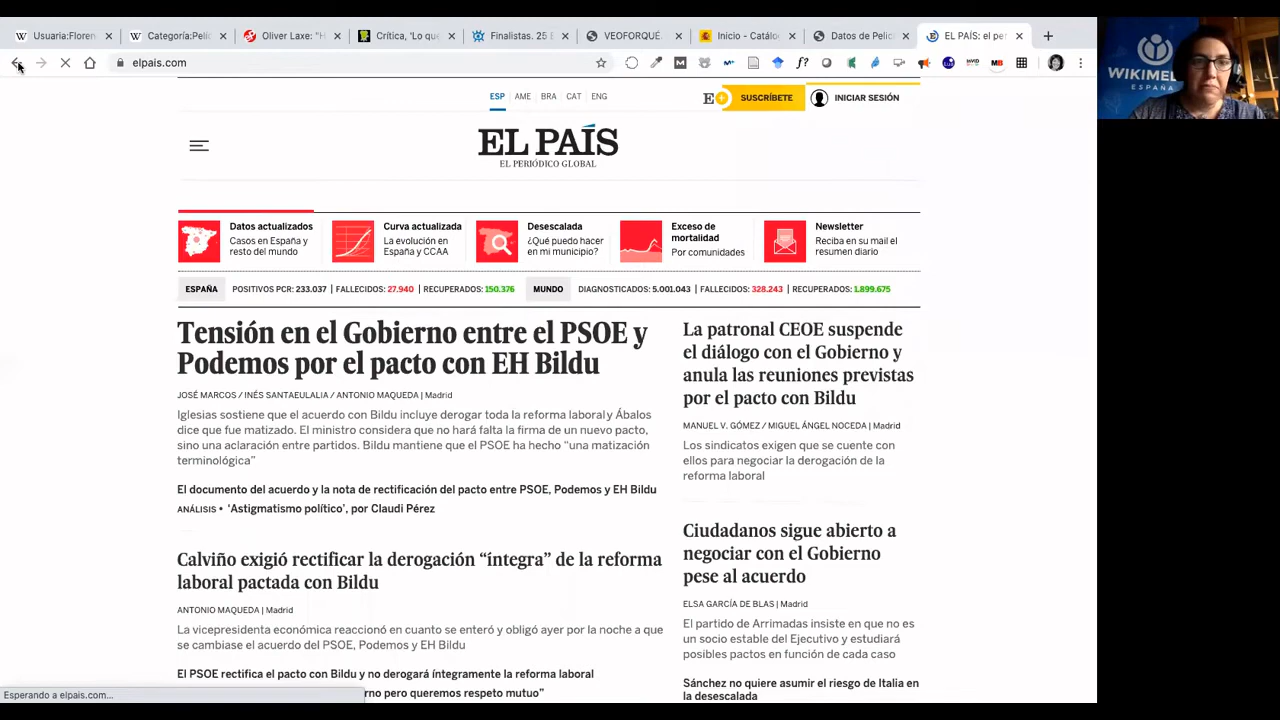 Usuaria:Floren
Categoría:Pelíc
Oliver Laxe: "H
Crítica, 'Lo que
Finalistas. 25 E
VEOFORQUÉ.
Inicio - Catálo
Datos de Pelíc
EL PAÍS: el per
elpais.com
WIKIMEDIA
ESPAÑA
ESP AME BRA CAT ENG
E+ SUSCRÍBETE INICIAR SESIÓN
EL PAÍS
EL PERIÓDICO GLOBAL
Datos actualizados
Casos en España y
resto del mundo
Curva actualizada
La evolución en
España y CCAA
Desescalada
¿Qué puedo hacer
en mi municipio?
Exceso de
mortalidad
Por comunidades
Newsletter
Reciba en su mail el
resumen diario
ESPAÑA POSITIVOS PCR: 233.037 | FALLECIDOS: 27.940 | RECUPERADOS: 150.376 MUNDO DIAGNOSTICADOS: 5.001.043 | FALLECIDOS: 328.243 | RECUPERADOS: 1.899.675
Tensión en el Gobierno entre el PSOE y
Podemos por el pacto con EH Bildu
JOSÉ MARCOS / INÉS SANTAEULALIA / ANTONIO MAQUEDA | Madrid
Iglesias sostiene que el acuerdo con Bildu incluye derogar toda la reforma laboral y Ábalos
dice que fue matizado. El ministro considera que no hará falta la firma de un nuevo pacto,
sino una aclaración entre partidos. Bildu mantiene que el PSOE ha hecho “una matización
terminológica”
El documento del acuerdo y la nota de rectificación del pacto entre PSOE, Podemos y EH Bildu
ANÁLISIS • ‘Astigmatismo político’, por Claudi Pérez
Calviño exigió rectificar la derogación “íntegra” de la reforma
laboral pactada con Bildu
ANTONIO MAQUEDA | Madrid
La vicepresidenta económica reaccionó en cuanto se enteró y obligó ayer por la noche a que
se cambiase el acuerdo del PSOE, Podemos y EH Bildu
El PSOE rectifica el pacto con Bildu y no derogará íntegramente la reforma laboral
rno pero queremos respeto mutuo”
La patronal CEOE suspende
el diálogo con el Gobierno y
anula las reuniones previstas
por el pacto con Bildu
MANUEL V. GÓMEZ / MIGUEL ÁNGEL NOCEDA | Madrid
Los sindicatos exigen que se cuente con
ellos para negociar la derogación de la
reforma laboral
Ciudadanos sigue abierto a
negociar con el Gobierno
pese al acuerdo
ELSA GARCÍA DE BLAS | Madrid
El partido de Arrimadas insiste en que no es
un socio estable del Ejecutivo y estudiará
posibles pactos en función de cada caso
Sánchez no quiere asumir el riesgo de Italia en
la desescalada
Esperando a elpais.com...